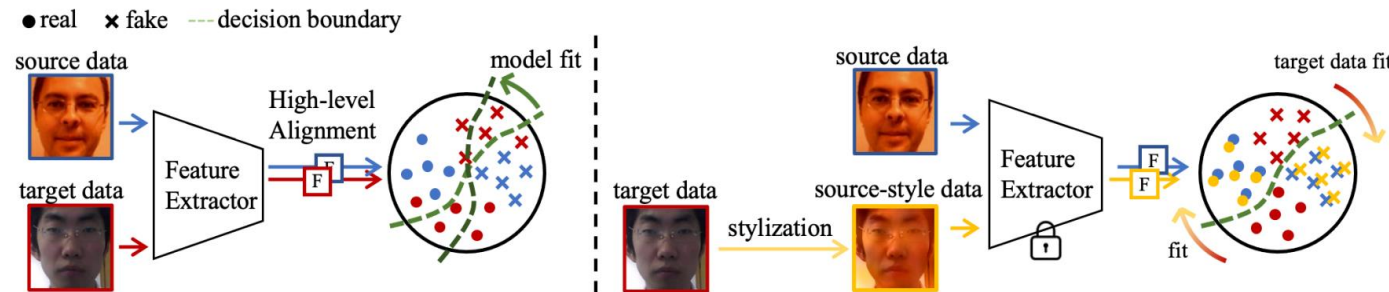 real fake decision boundary
source data
High-level
Alignment
model fit
Feature
Extractor
F
F
target data
source data
target data fit
Feature
Extractor
F
F
target data
source-style data
stylization
fit